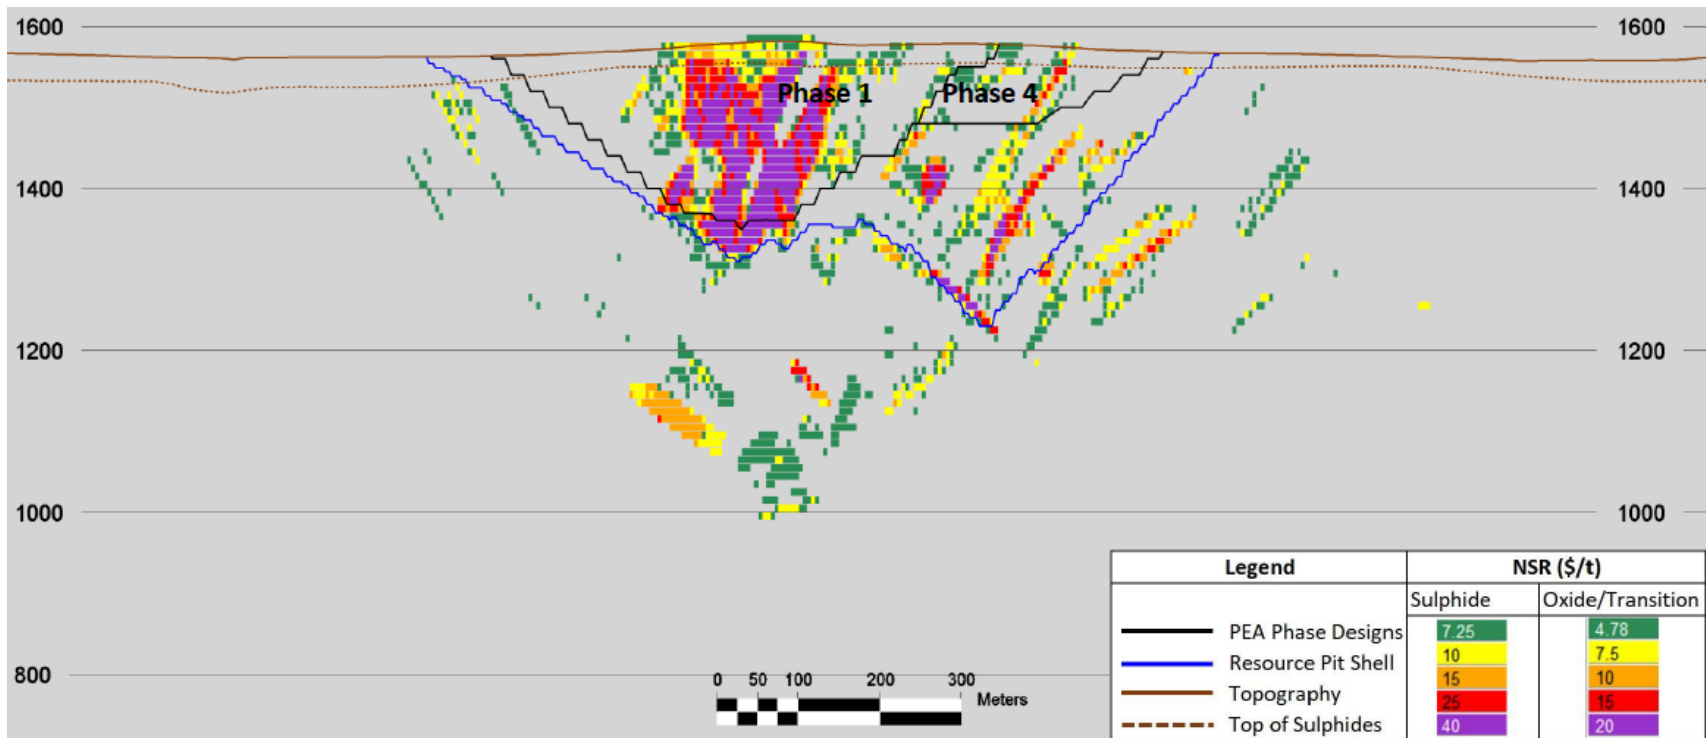 1600 1600
Phase 1 Phase 4
1400 1400
1200 1200
1000 1000
800
0 50 100 200 300
Meters
Legend NSR ($/t)
Sulphide Oxide/Transition
PEA Phase Designs 7.25 4.78
10 7.5
Resource Pit Shell
15 10
Topography
25 15
Top of Sulphides 40 20